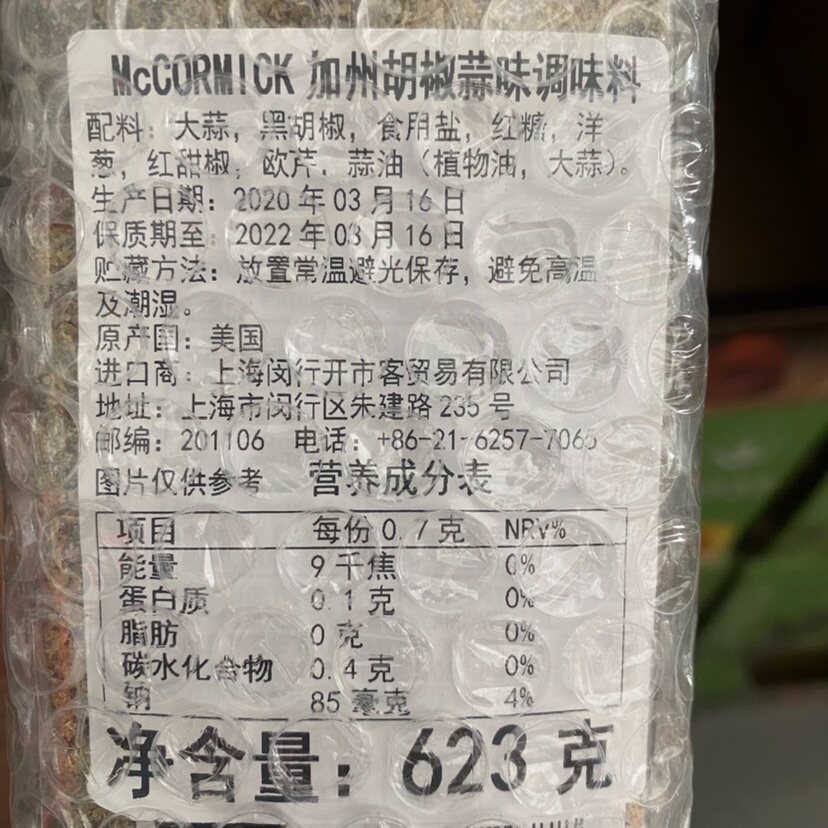 McCORMICK 加州胡椒蒜味调味料
配料：大蒜，黑胡椒，食用盐，红糖，洋
葱，红甜椒，欧芹，蒜油（植物油，大蒜）。
生产日期：2020 年 03 月 16 日
保质期至：2022 年 03 月 16 日
贮藏方法：放置常温避光保存，避免高温
及潮湿。
原产国：美国
进口商：上海闵行开市客贸易有限公司
地址：上海市闵行区朱建路 235 号
邮编：201106 电话：+86-21-6257-7065
图片仅供参考 营养成分表
项目 每份 0.7 克 NRV%
能量 9 千焦 0%
蛋白质 0.1 克 0%
脂肪 0 克 0%
碳水化合物 0.4 克 0%
钠 85 毫克 4%
净含量：623 克